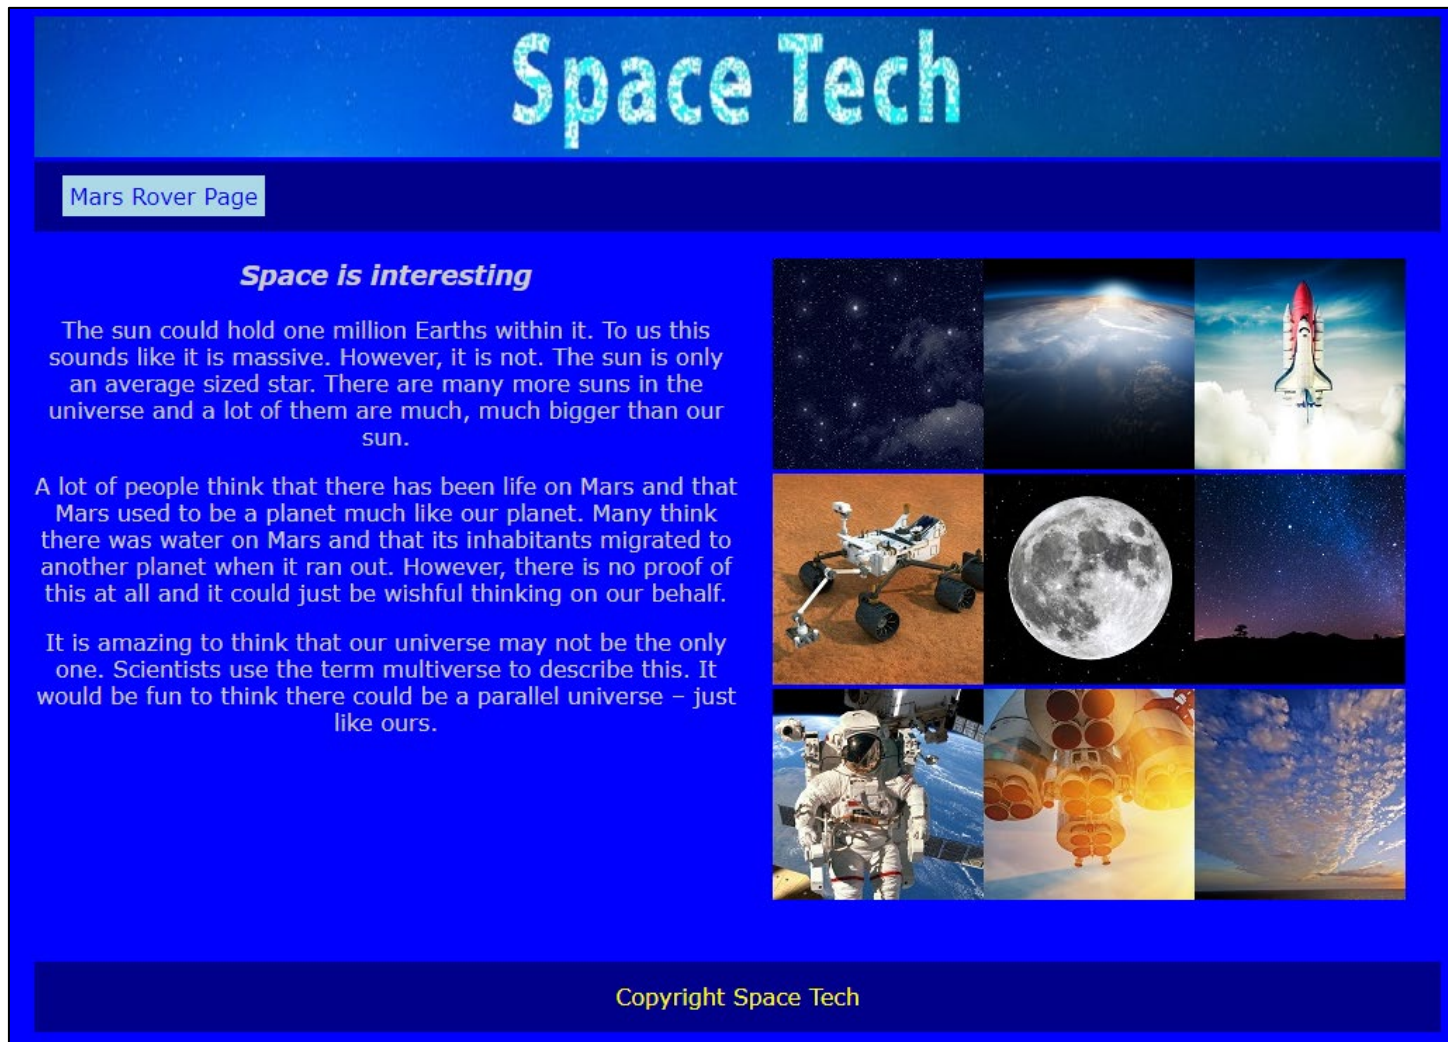 Space Tech
Mars Rover Page
Space is interesting
The sun could hold one million Earths within it. To us this
sounds like it is massive. However, it is not. The sun is only
an average sized star. There are many more suns in the
universe and a lot of them are much, much bigger than our
sun.
A lot of people think that there has been life on Mars and that
Mars used to be a planet much like our planet. Many think
there was water on Mars and that its inhabitants migrated to
another planet when it ran out. However, there is no proof of
this at all and it could just be wishful thinking on our behalf.
It is amazing to think that our universe may not be the only
one. Scientists use the term multiverse to describe this. It
would be fun to think there could be a parallel universe – just
like ours.
Copyright Space Tech